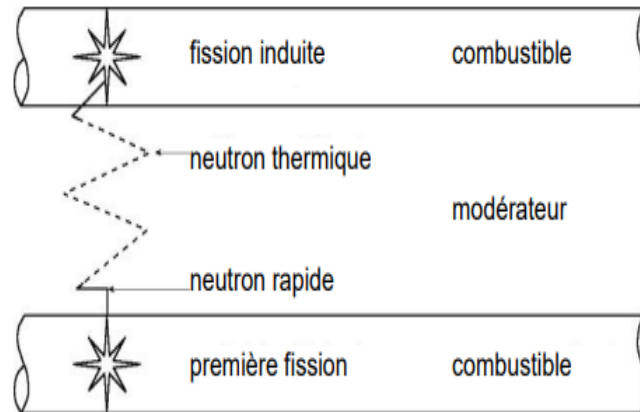 fission induite combustible
neutron thermique
modérateur
neutron rapide
première fission combustible